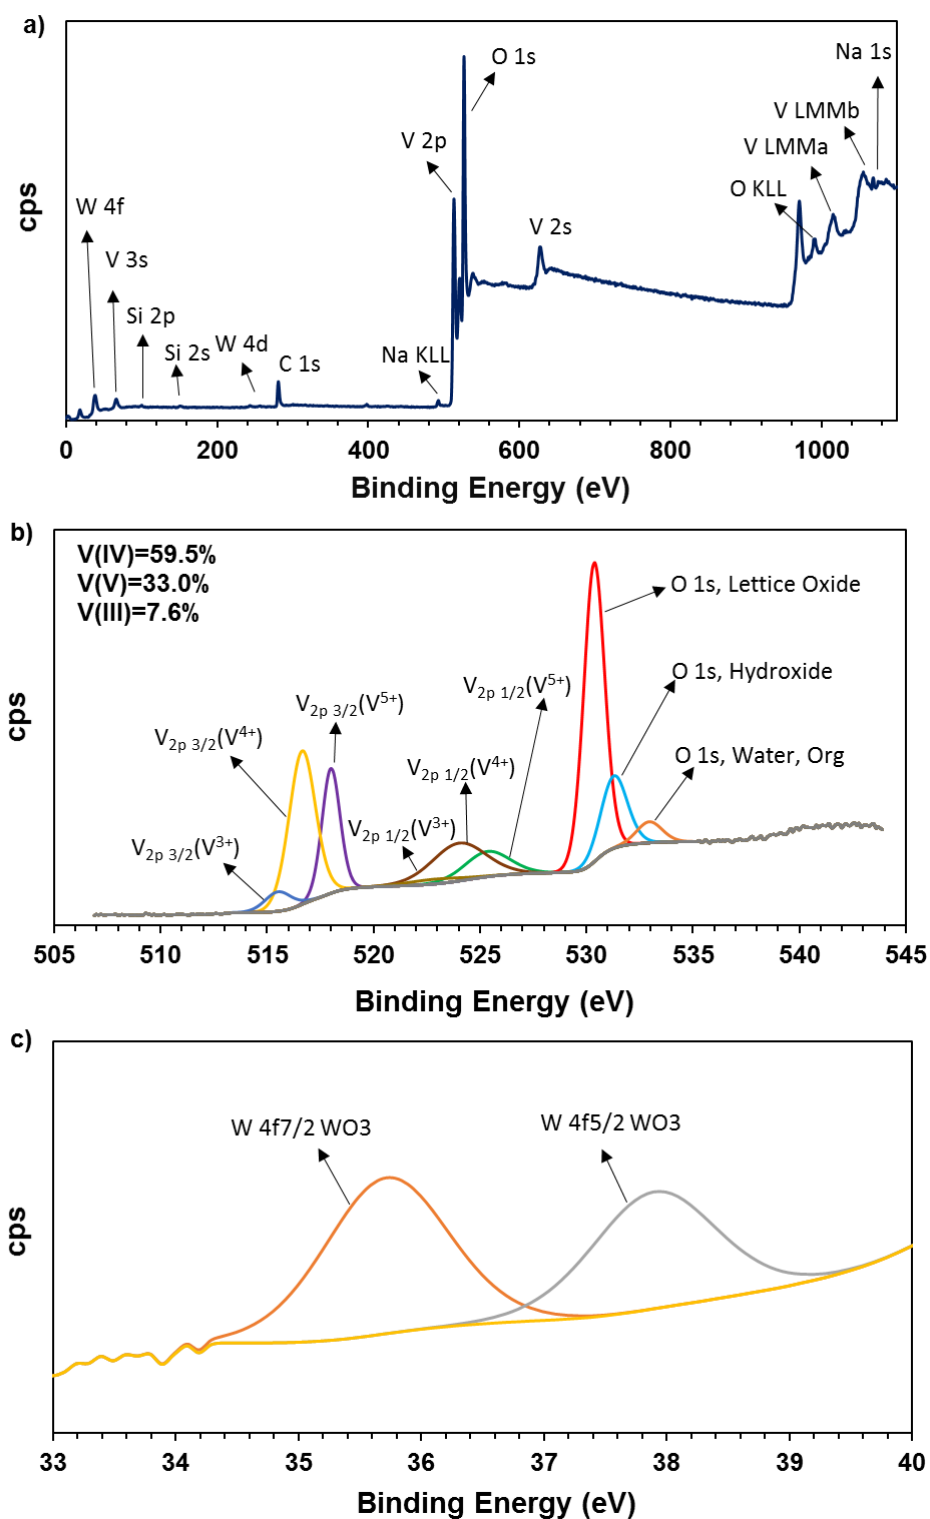 a)
O 1s
Na 1s
V LMMb
V 2p
V LMMa
O KLL
W 4f
V 2s
V 3s
Si 2p
Si 2s
W 4d
C 1s
Na KLL
cps
0 200 400 600 800 1000
Binding Energy (eV)
b)
V(IV)=59.5%
V(V)=33.0%
V(III)=7.6%
O 1s, Lettice Oxide
O 1s, Hydroxide
O 1s, Water, Org
V2p 3/2(V5+)
V2p 1/2(V5+)
V2p 3/2(V4+)
V2p 1/2(V4+)
V2p 1/2(V3+)
V2p 3/2(V3+)
cps
505 510 515 520 525 530 535 540 545
Binding Energy (eV)
c)
W 4f7/2 WO3
W 4f5/2 WO3
cps
33 34 35 36 37 38 39 40
Binding Energy (eV)